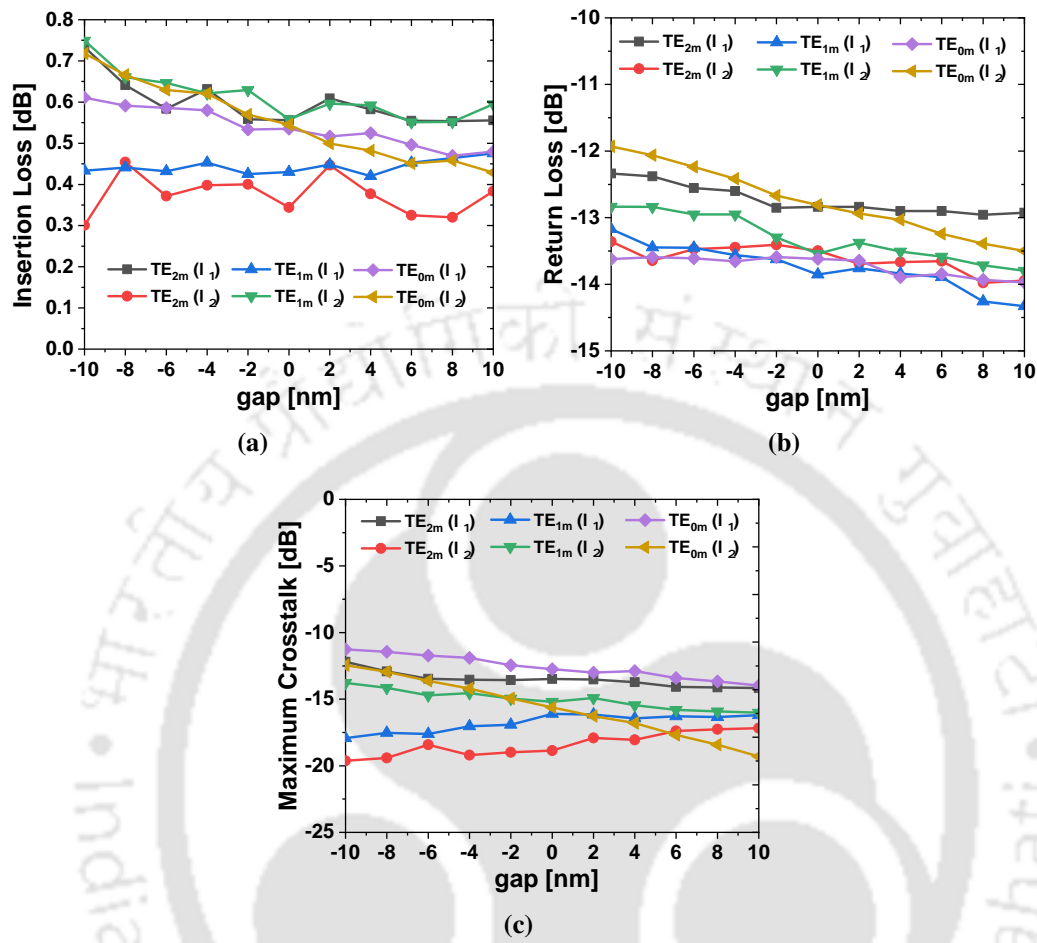 0.8
0.7
0.6
0.5
0.4
0.3
0.2
0.1
0.0
Insertion Loss [dB]
TE2m (I 1) TE1m (I 1) TE0m (I 1)
TE2m (I 2) TE1m (I 2) TE0m (I 2)
-10 -8 -6 -4 -2 0 2 4 6 8 10
gap [nm]
(a)
-10
-11
-12
-13
-14
-15
Return Loss [dB]
TE2m (I 1) TE1m (I 1) TE0m (I 1)
TE2m (I 2) TE1m (I 2) TE0m (I 2)
-10 -8 -6 -4 -2 0 2 4 6 8 10
gap [nm]
(b)
0
-5
-10
-15
-20
-25
Maximum Crosstalk [dB]
TE2m (I 1) TE1m (I 1) TE0m (I 1)
TE2m (I 2) TE1m (I 2) TE0m (I 2)
-10 -8 -6 -4 -2 0 2 4 6 8 10
gap [nm]
(c)